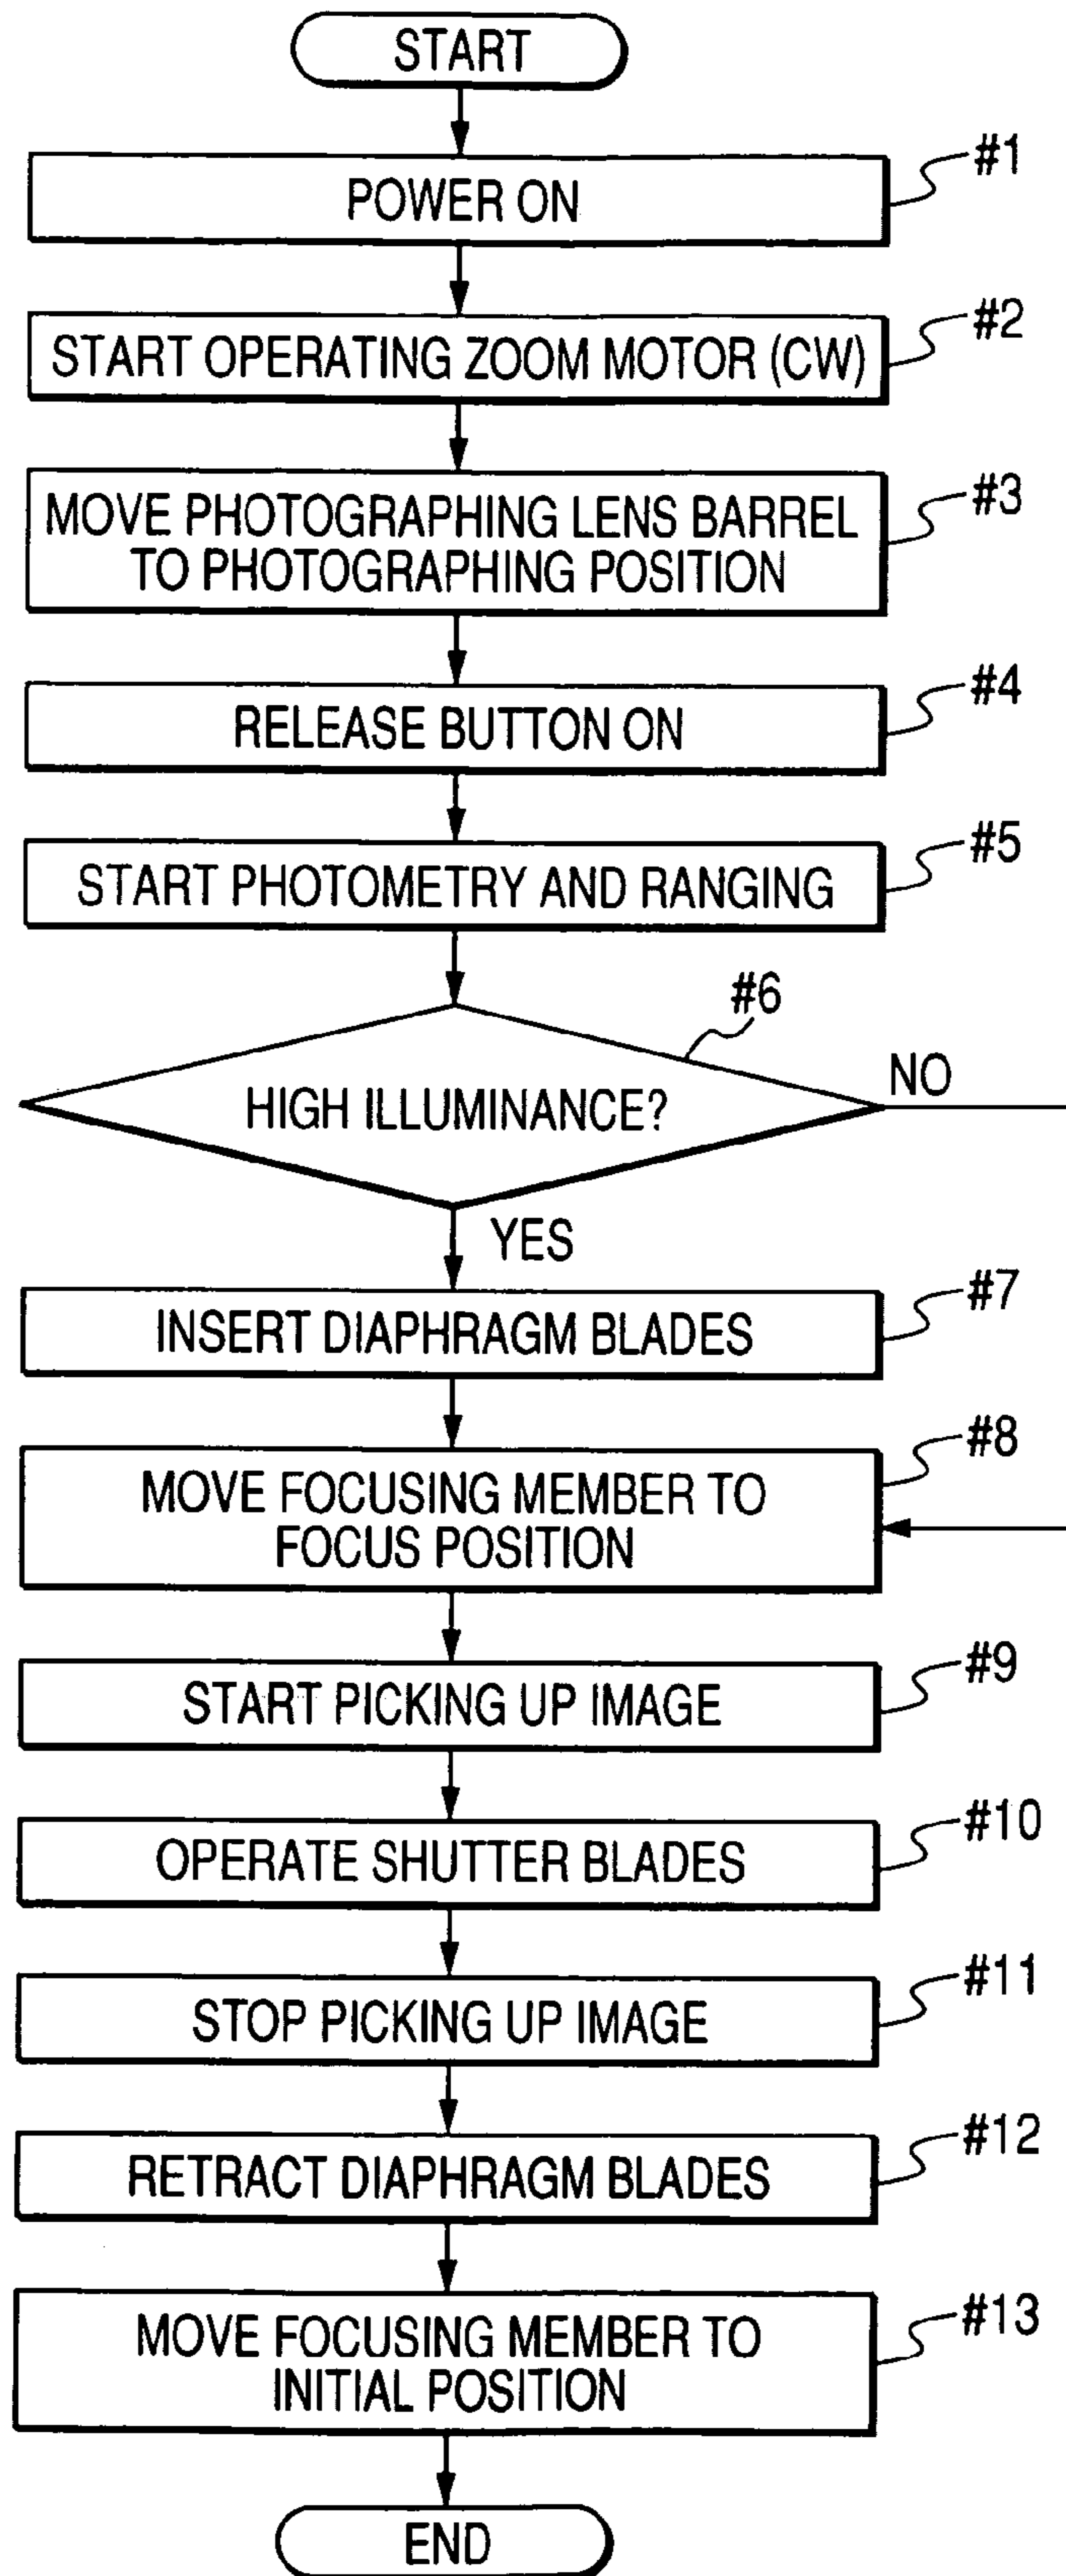 START
#1
POWER ON
#2
START OPERATING ZOOM MOTOR (CW)
#3
MOVE PHOTOGRAPHING LENS BARREL
TO PHOTOGRAPHING POSITION
#4
RELEASE BUTTON ON
#5
START PHOTOMETRY AND RANGING
#6
HIGH ILLUMINANCE?
NO
YES
#7
INSERT DIAPHRAGM BLADES
#8
MOVE FOCUSING MEMBER TO
FOCUS POSITION
#9
START PICKING UP IMAGE
#10
OPERATE SHUTTER BLADES
#11
STOP PICKING UP IMAGE
#12
RETRACT DIAPHRAGM BLADES
#13
MOVE FOCUSING MEMBER TO
INITIAL POSITION
END